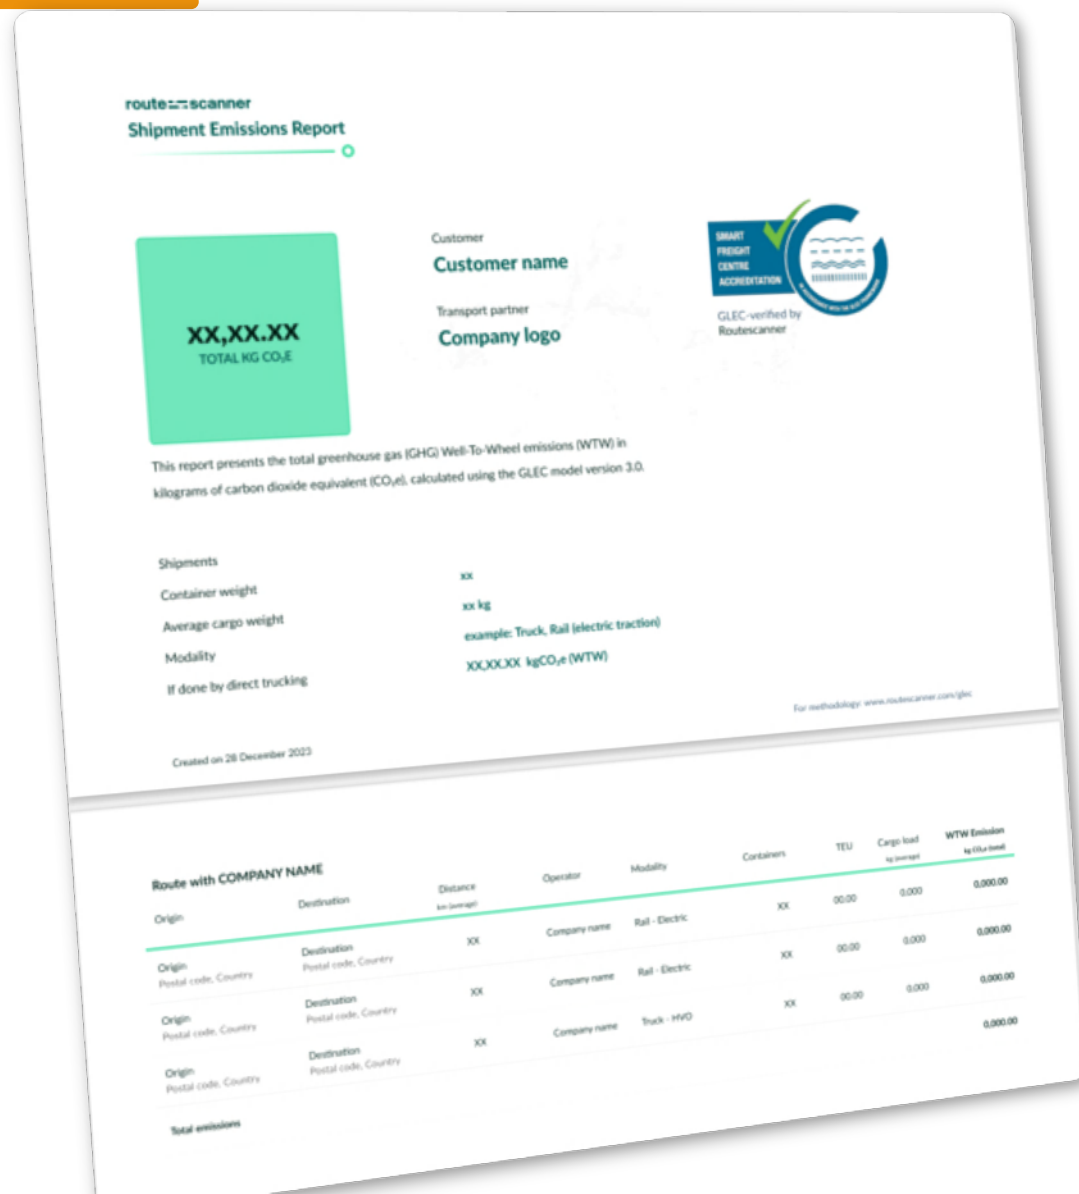 routescanner
Shipment Emissions Report
XX,XX.XX
TOTAL KG CO₂E
Customer
Customer name
Transport partner
Company logo
SMART
FREIGHT
CENTRE
ACCREDITATION
GLEC-verified by
Routescanner
This report presents the total greenhouse gas (GHG) Well-To-Wheel emissions (WTW) in
kilograms of carbon dioxide equivalent (CO₂e), calculated using the GLEC model version 3.0.
Shipments
Container weight xx
Average cargo weight xx kg
Modality example: Truck, Rail (electric traction)
If done by direct trucking XX,XX.XX kgCO₂e (WTW)
For methodology: www.routescanner.com/glec
Created on 28 December 2023
Route with COMPANY NAME
Origin Destination Distance Operator Modality Containers TEU Cargo load WTW Emission
km (average) kg (average) kg CO₂e (total)
Origin Destination XX Company name Rail - Electric XX 00.00 0,000 0,000.00
Postal code, Country Postal code, Country
Origin Destination XX Company name Rail - Electric XX 00.00 0,000 0,000.00
Postal code, Country Postal code, Country
Origin Destination XX Company name Truck - HVO XX 00.00 0,000 0,000.00
Postal code, Country Postal code, Country
Total emissions 0,000.00